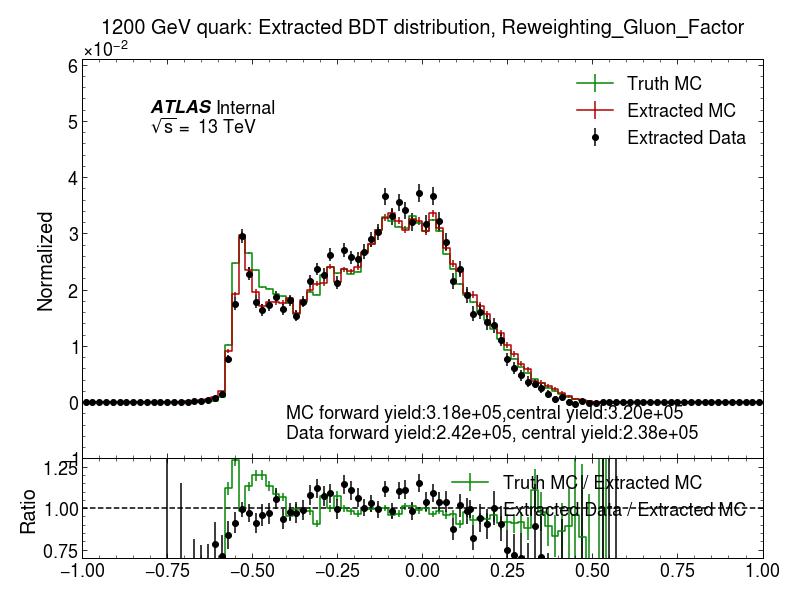 1200 GeV quark: Extracted BDT distribution, Reweighting_Gluon_Factor
×10⁻²
6
5
4
3
2
1
0
Normalized
ATLAS Internal
√s = 13 TeV
Truth MC
Extracted MC
Extracted Data
MC forward yield:3.18e+05,central yield:3.20e+05
Data forward yield:2.42e+05, central yield:2.38e+05
1.25
1.00
0.75
Ratio
Truth MC / Extracted MC
Extracted Data / Extracted MC
−1.00 −0.75 −0.50 −0.25 0.00 0.25 0.50 0.75 1.00